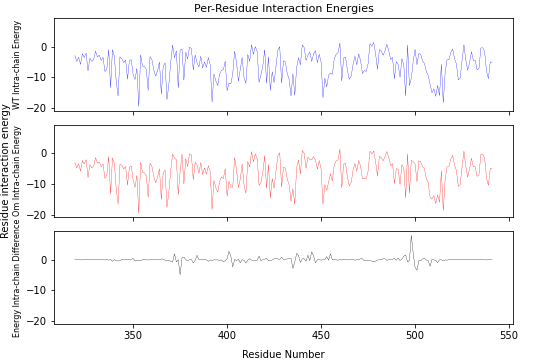 Per-Residue Interaction Energies
Residue interaction energy
WT Intra-chain Energy
0
−10
−20
Om Intra-chain Energy
0
−10
−20
Energy Intra-chain Difference
0
−10
−20
350
400
450
500
550
Residue Number